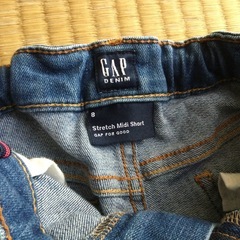 GAP
DENIM
8
Stretch Midi Short
GAP FOR GOOD